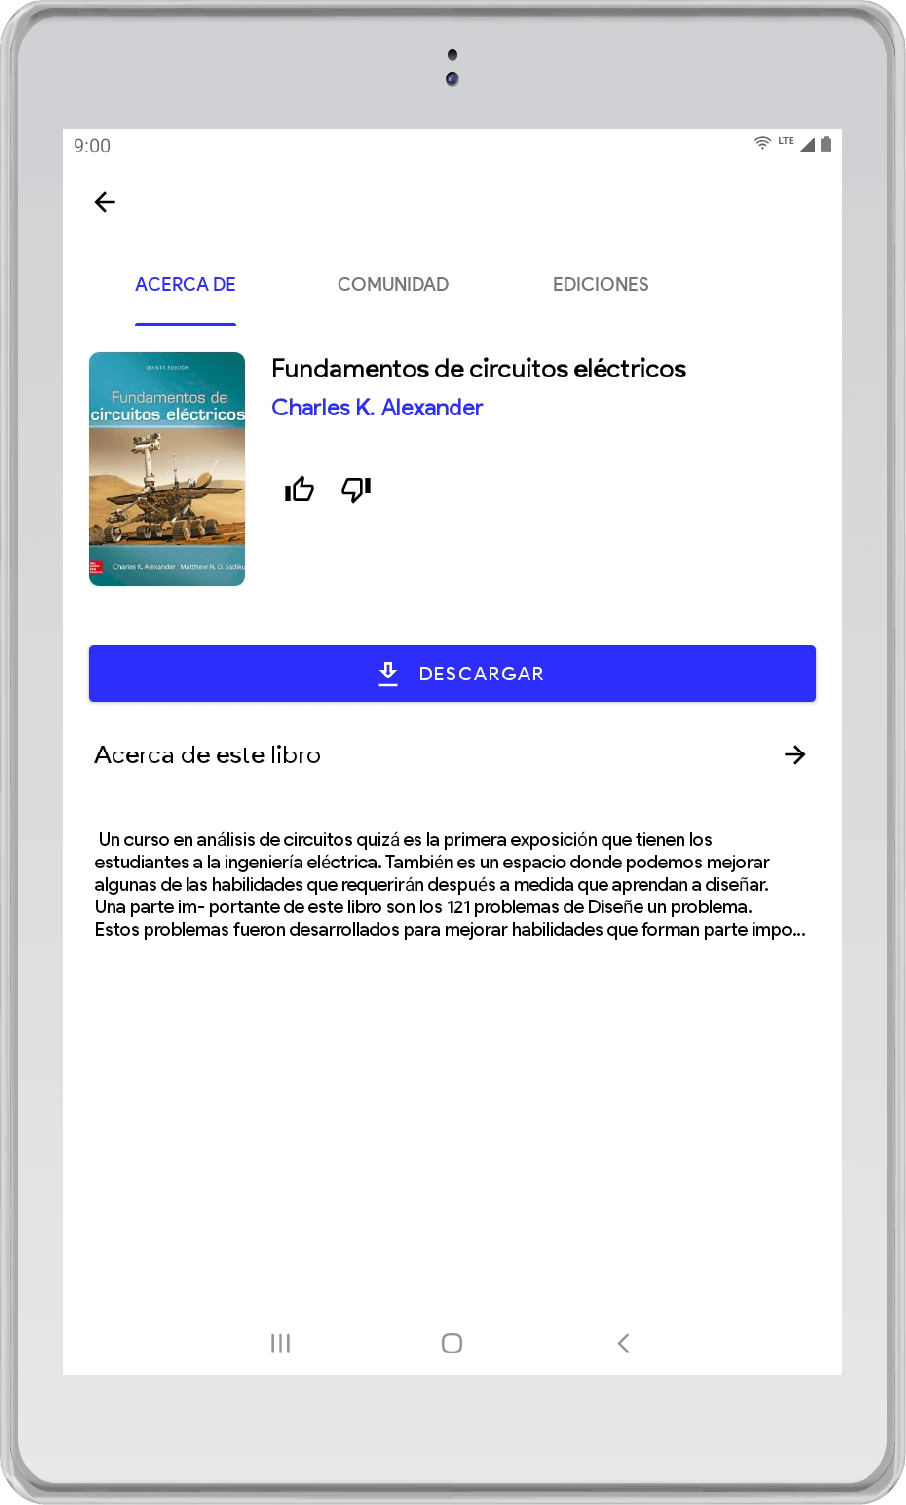 9:00
LTE
ACERCA DE
COMUNIDAD
EDICIONES
QUINTA EDICIÓN
Fundamentos de
circuitos eléctricos
Charles K. Alexander Matthew N. O. Sadiku
Fundamentos de circuitos eléctricos
Charles K. Alexander
DESCARGAR
Acerca de este libro
Un curso en análisis de circuitos quizá es la primera exposición que tienen los
estudiantes a la ingeniería eléctrica. También es un espacio donde podemos mejorar
algunas de las habilidades que requerirán después a medida que aprendan a diseñar.
Una parte im- portante de este libro son los 121 problemas de Diseñe un problema.
Estos problemas fueron desarrollados para mejorar habilidades que forman parte impo...